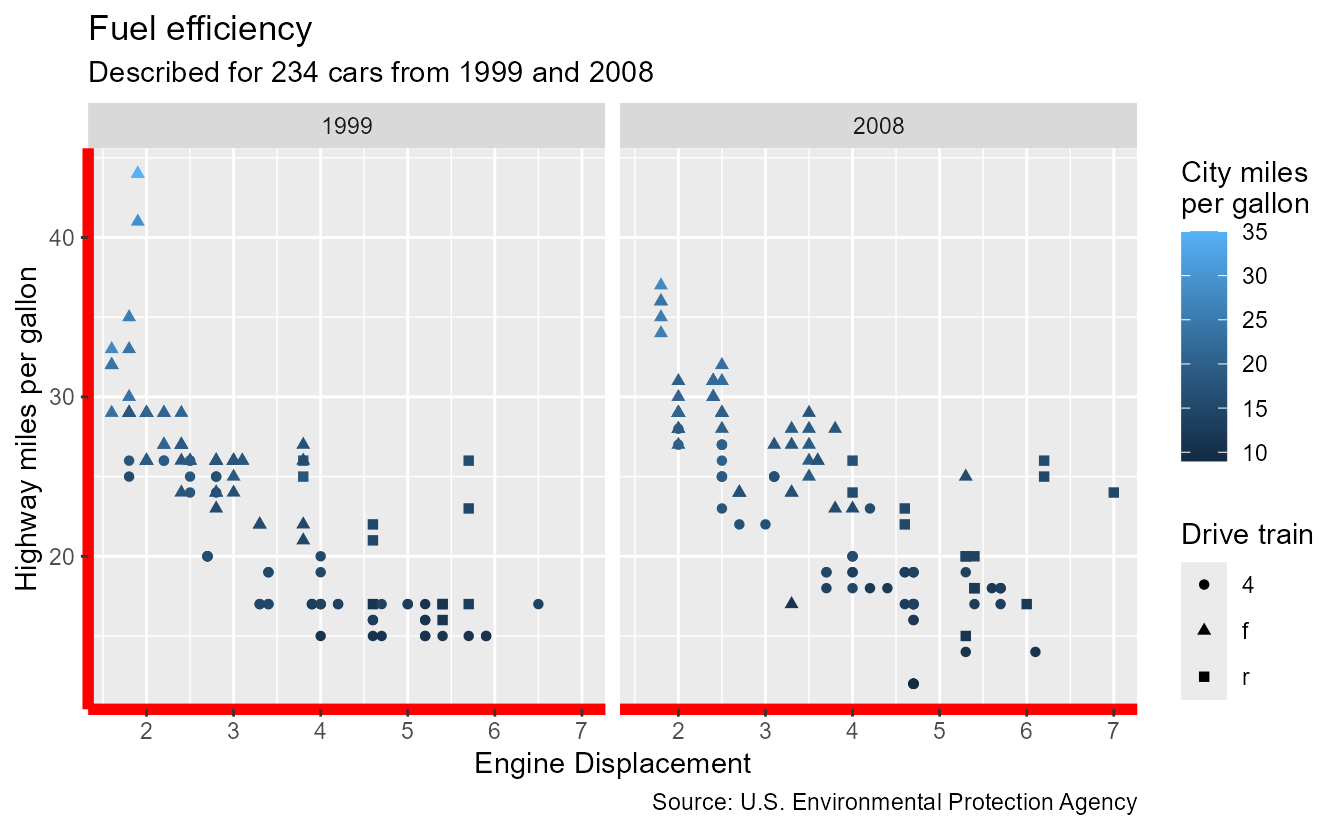 Fuel efficiency
Described for 234 cars from 1999 and 2008
1999
2008
Highway miles per gallon
40
30
20
2 3 4 5 6 7
2 3 4 5 6 7
Engine Displacement
Source: U.S. Environmental Protection Agency
City miles
per gallon
35
30
25
20
15
10
Drive train
4
f
r